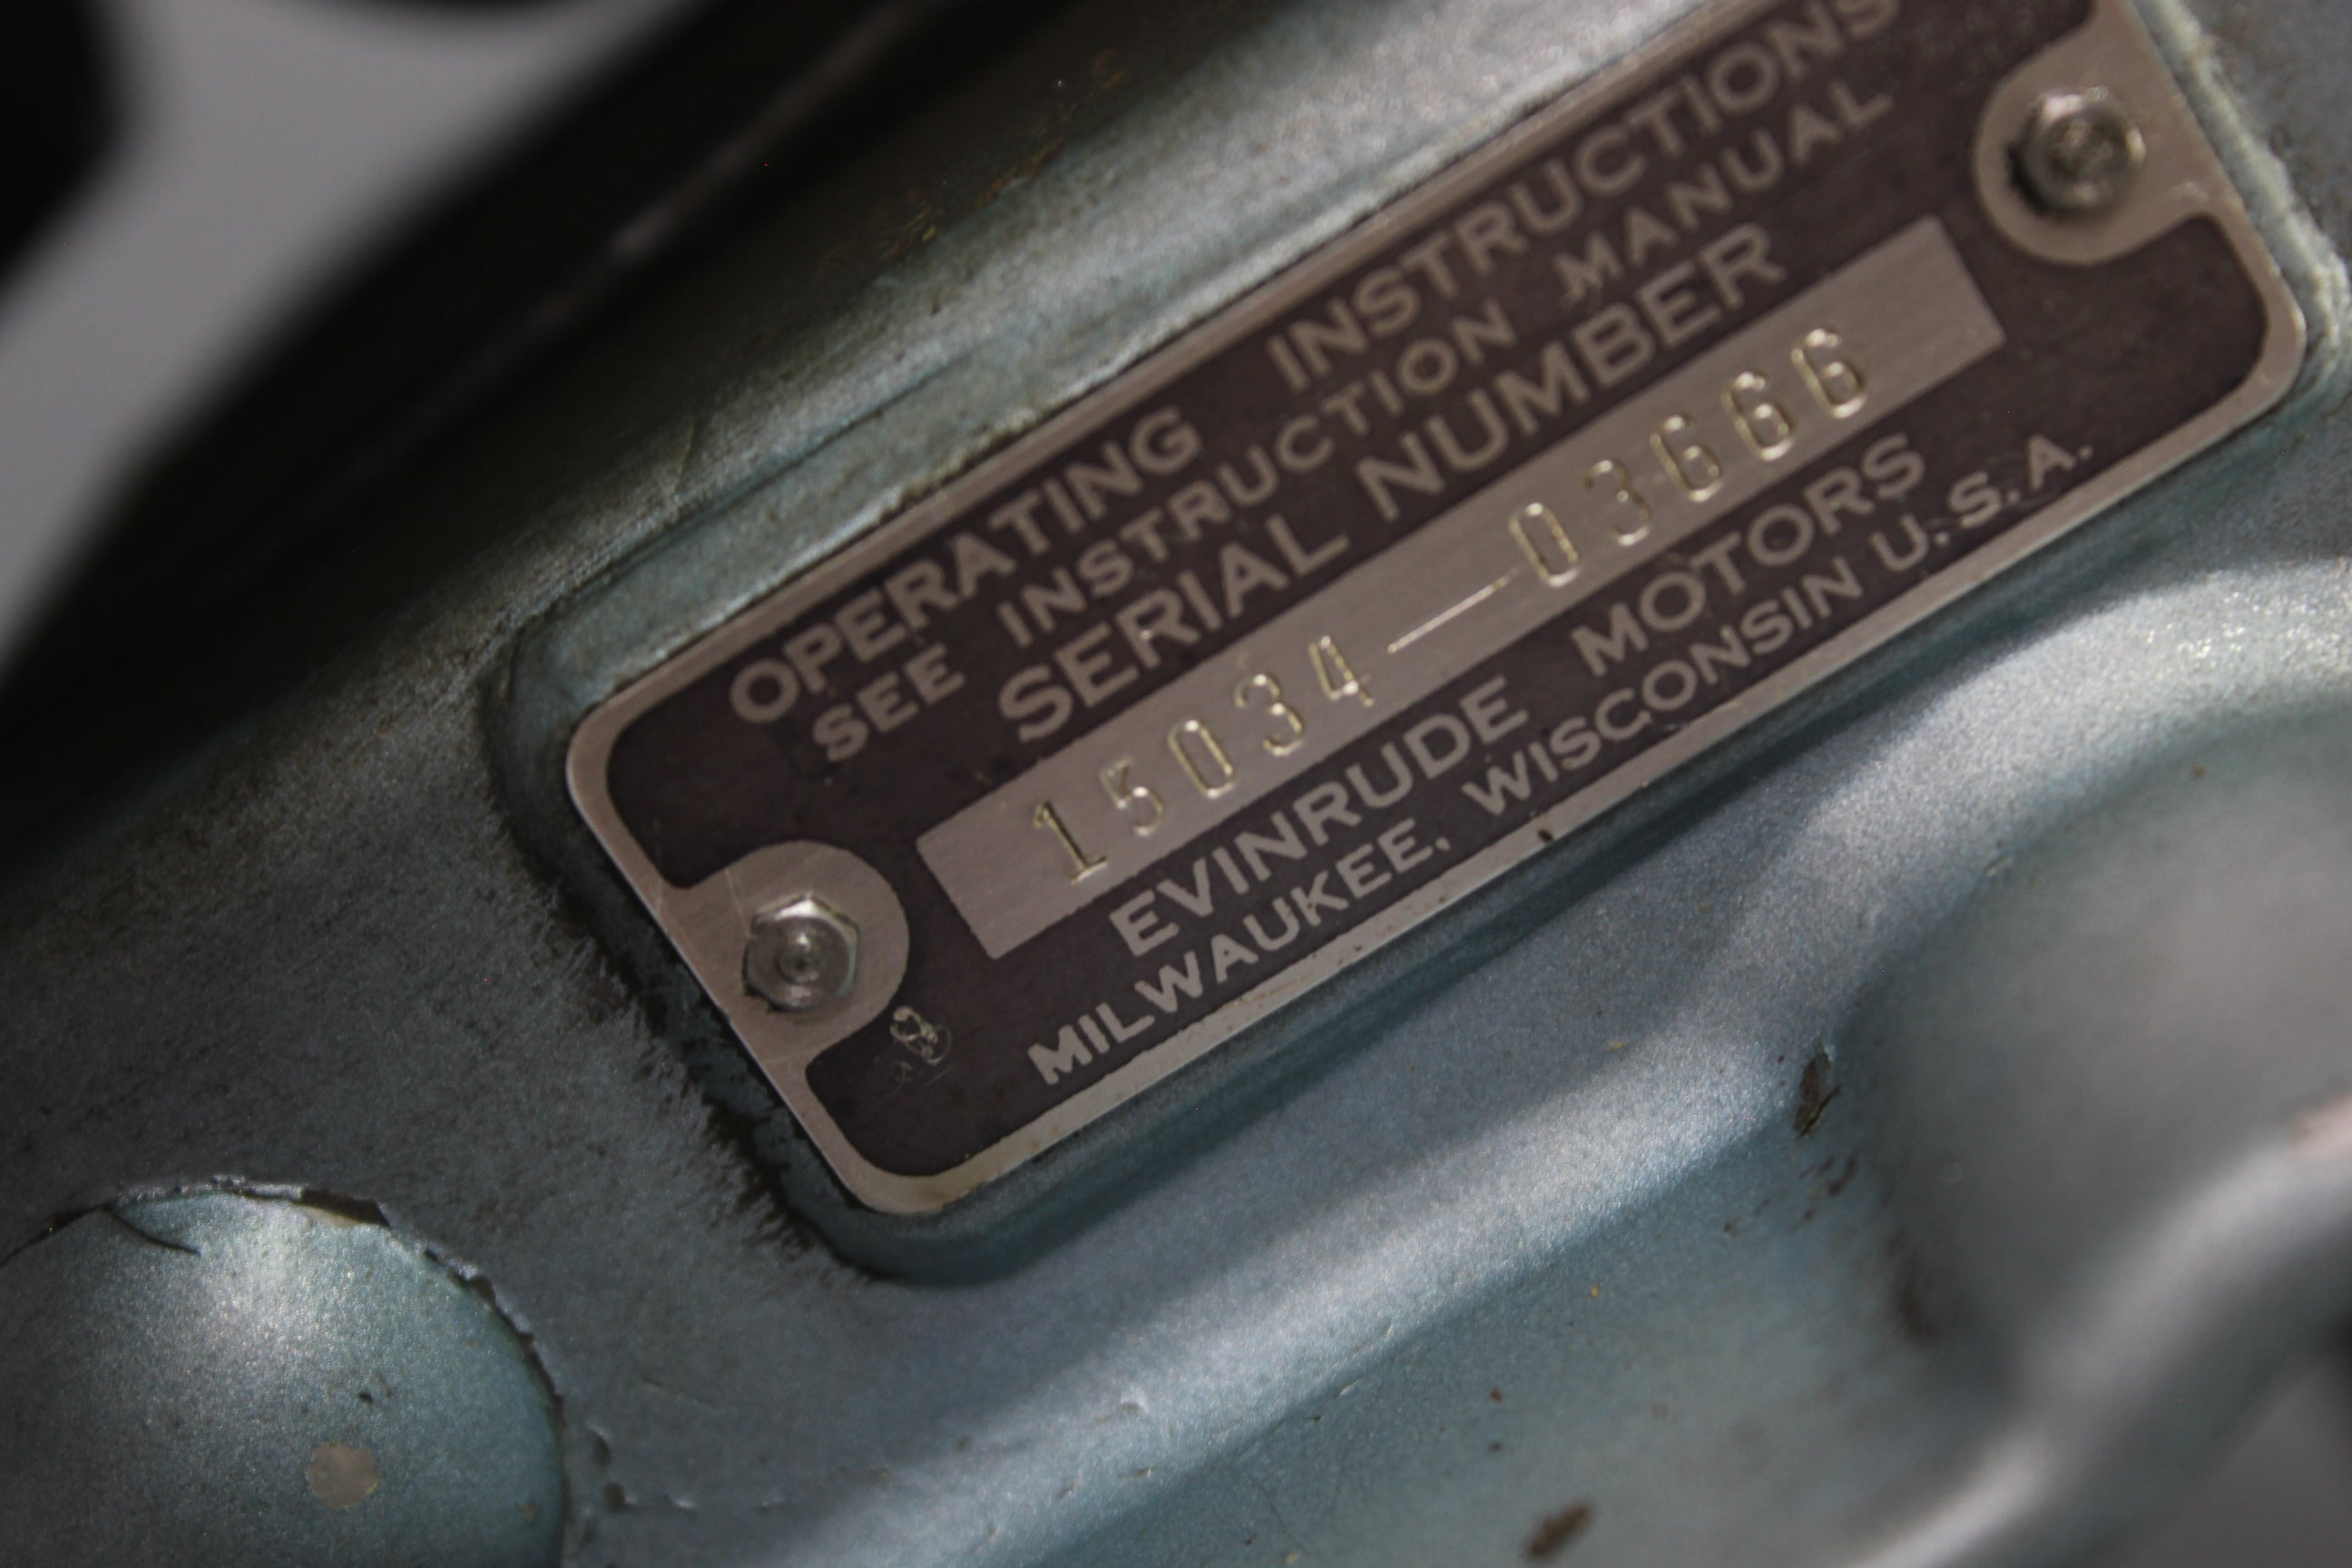 OPERATING INSTRUCTIONS
SEE INSTRUCTION MANUAL
SERIAL NUMBER
15034—03666
EVINRUDE MOTORS
MILWAUKEE, WISCONSIN U.S.A.